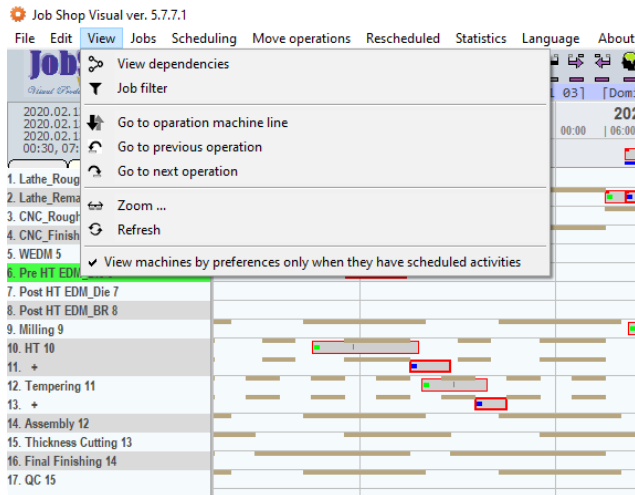 Job Shop Visual ver. 5.7.7.1
File Edit View Jobs Scheduling Move operations Rescheduled Statistics Language About
View dependencies
Job filter
Go to oparation machine line
Go to previous operation
Go to next operation
Zoom ...
Refresh
View machines by preferences only when they have scheduled activities
03] [Dom
202
00:00 | 06:00
2020.02.1
2020.02.1
2020.02.1
00:30, 07:
1. Lathe_Roug
2. Lathe_Rema
3. CNC_Rough
4. CNC_Finish
5. WEDM 5
6. Pre HT EDM_Die
7. Post HT EDM_Die 7
8. Post HT EDM_BR 8
9. Milling 9
10. HT 10
11. +
12. Tempering 11
13. +
14. Assembly 12
15. Thickness Cutting 13
16. Final Finishing 14
17. QC 15